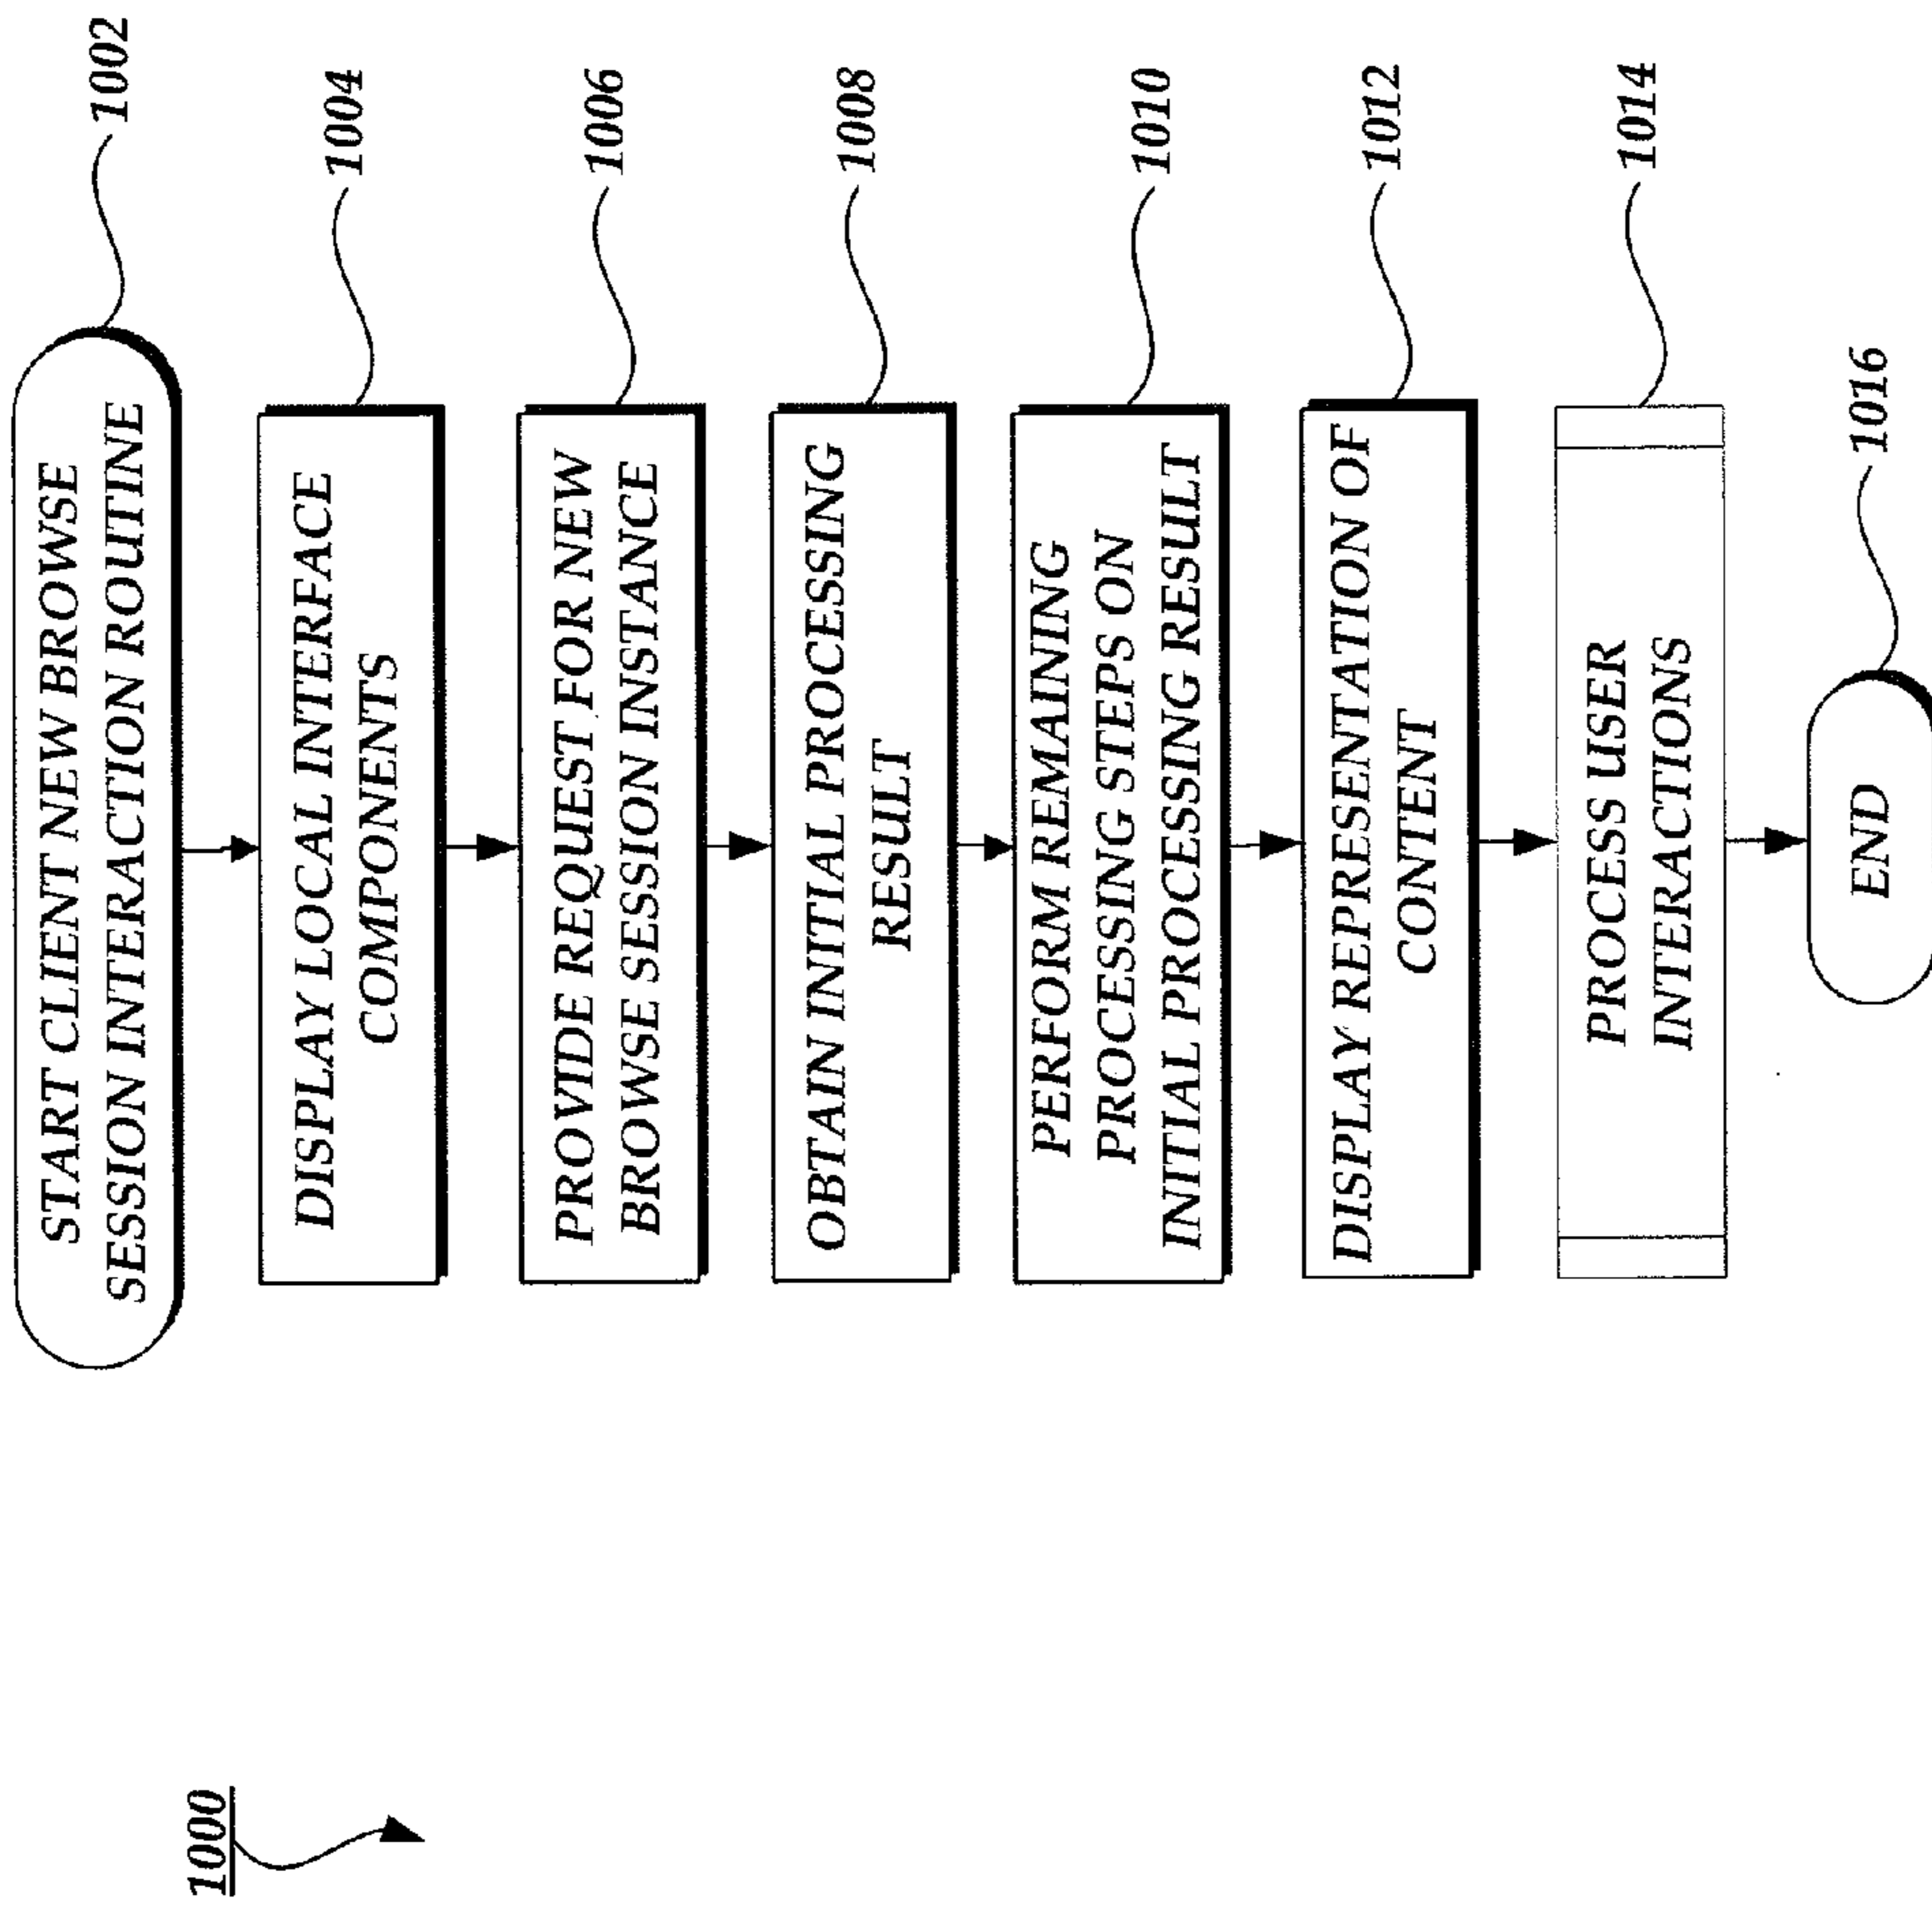 1000
START CLIENT NEW BROWSE
SESSION INTERACTION ROUTINE
1002
DISPLAY LOCAL INTERFACE
COMPONENTS
1004
PROVIDE REQUEST FOR NEW
BROWSE SESSION INSTANCE
1006
OBTAIN INITIAL PROCESSING
RESULT
1008
PERFORM REMAINING
PROCESSING STEPS ON
INITIAL PROCESSING RESULT
1010
DISPLAY REPRESENTATION OF
CONTENT
1012
PROCESS USER
INTERACTIONS
1014
END
1016